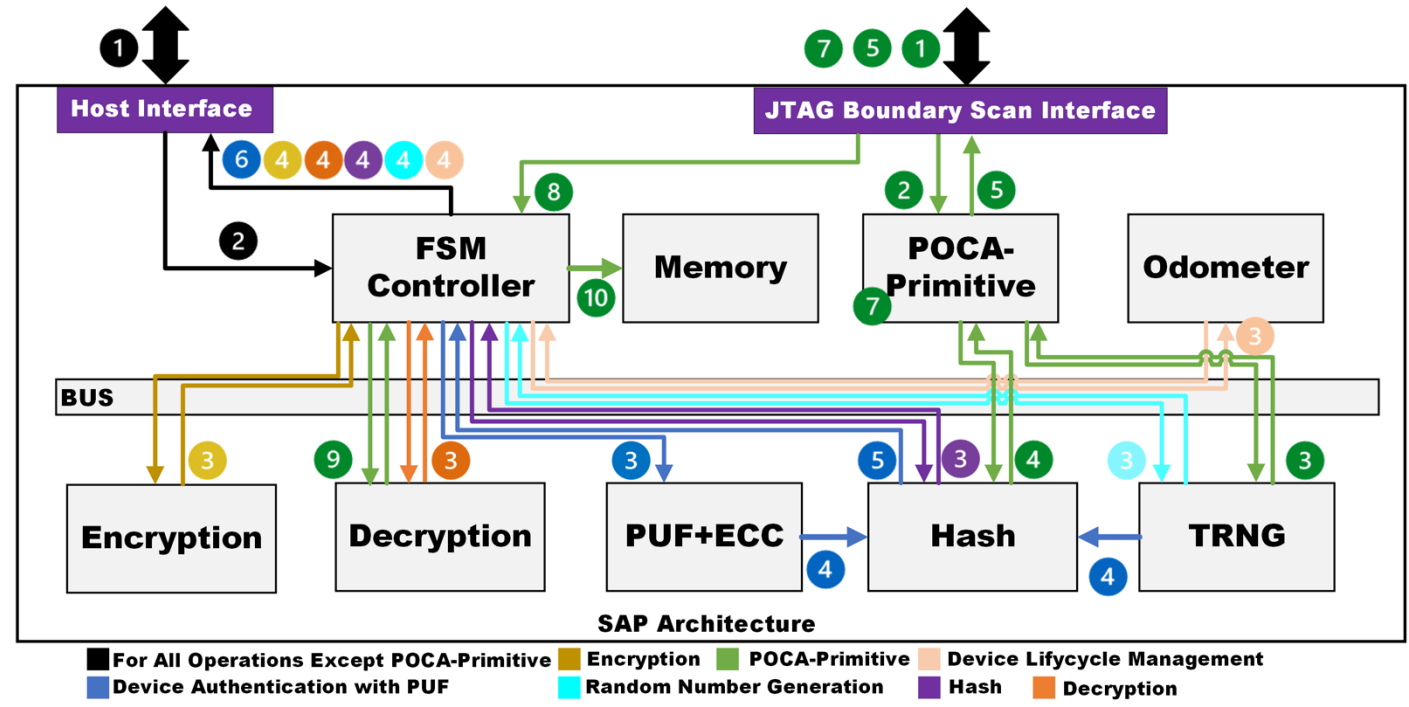 1
7 5 1
Host Interface
JTAG Boundary Scan Interface
6 4 4 4 4 4
8
2
5
2
FSM
Controller
Memory
POCA-
Primitive
Odometer
10
7
3
BUS
3
9
3
3
5
3
4
3
3
Encryption
Decryption
PUF+ECC
Hash
TRNG
4
4
SAP Architecture
For All Operations Except POCA-Primitive
Encryption
POCA-Primitive
Device Lifycycle Management
Device Authentication with PUF
Random Number Generation
Hash
Decryption